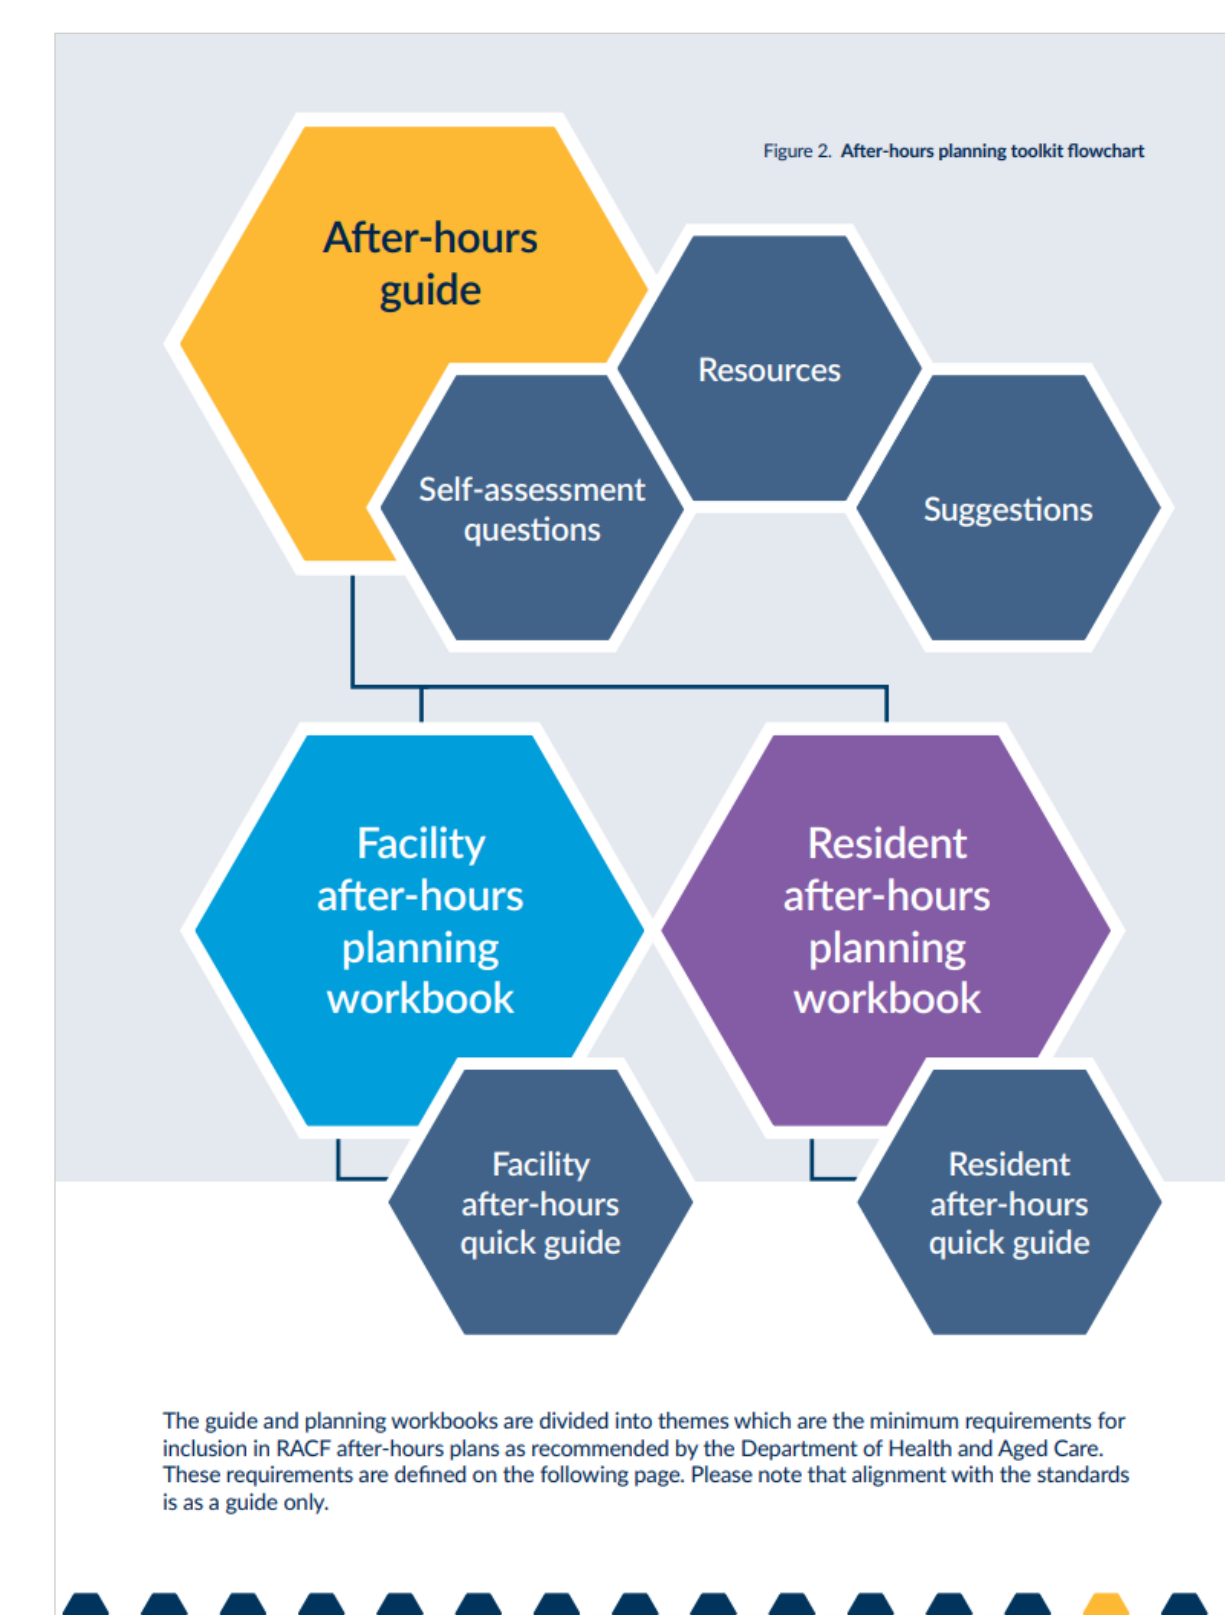 Figure 2. After-hours planning toolkit flowchart
After-hours
guide
Resources
Self-assessment
questions
Suggestions
Facility
after-hours
planning
workbook
Resident
after-hours
planning
workbook
Facility
after-hours
quick guide
Resident
after-hours
quick guide
The guide and planning workbooks are divided into themes which are the minimum requirements for
inclusion in RACF after-hours plans as recommended by the Department of Health and Aged Care.
These requirements are defined on the following page. Please note that alignment with the standards
is as a guide only.